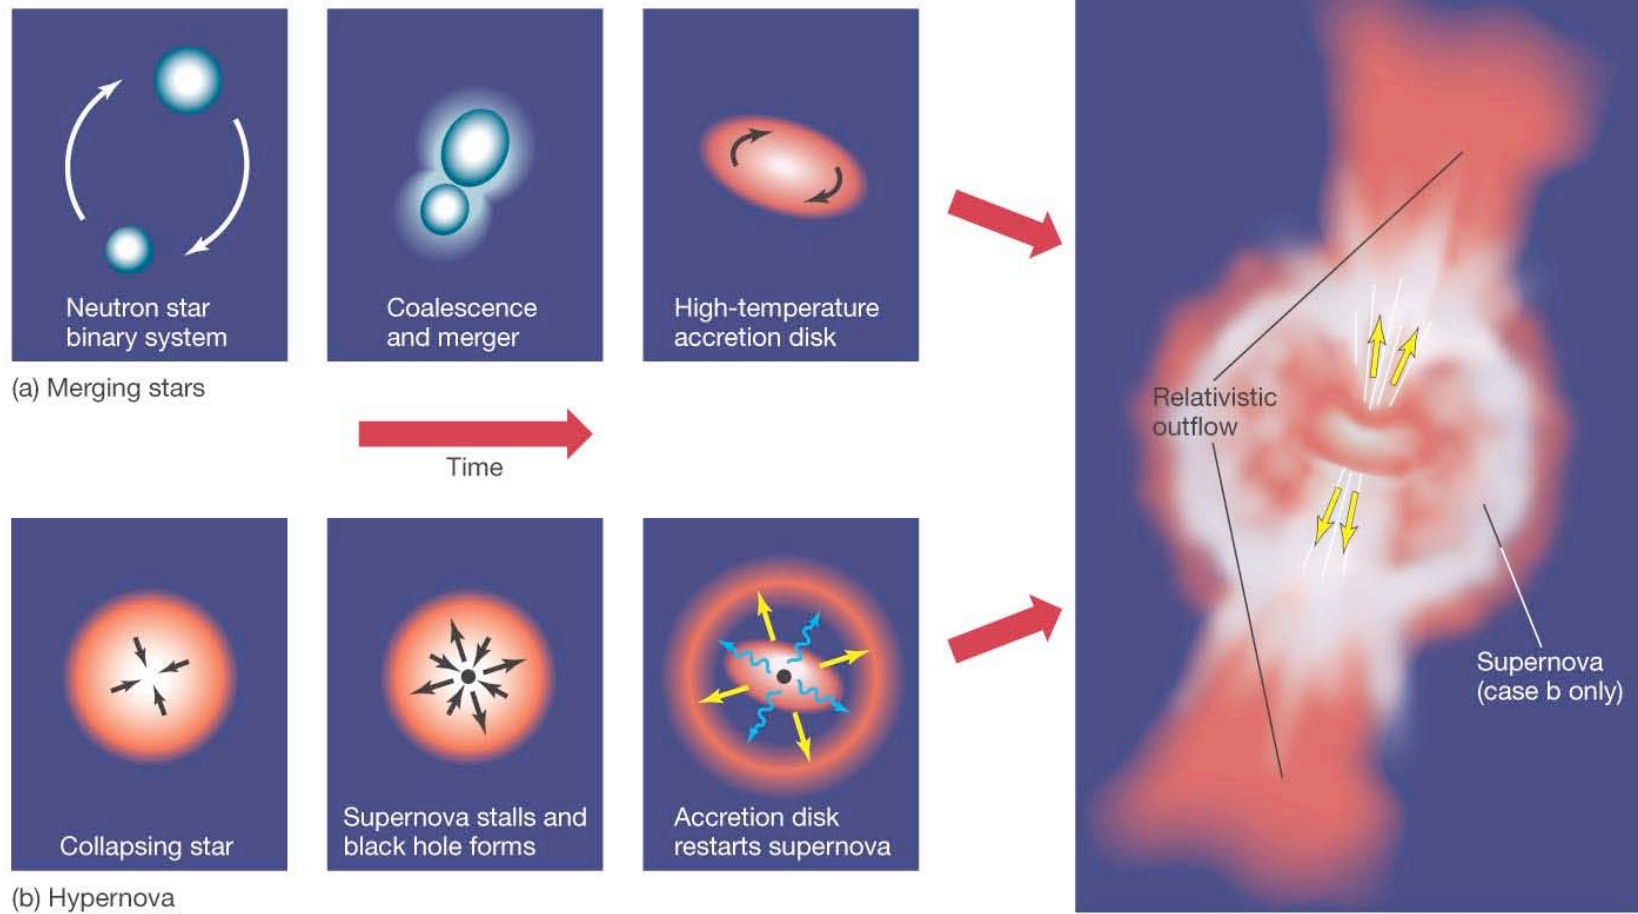 Neutron star
binary system
Coalescence
and merger
High-temperature
accretion disk
(a) Merging stars
Time
Collapsing star
Supernova stalls and
black hole forms
Accretion disk
restarts supernova
(b) Hypernova
Relativistic
outflow
Supernova
(case b only)